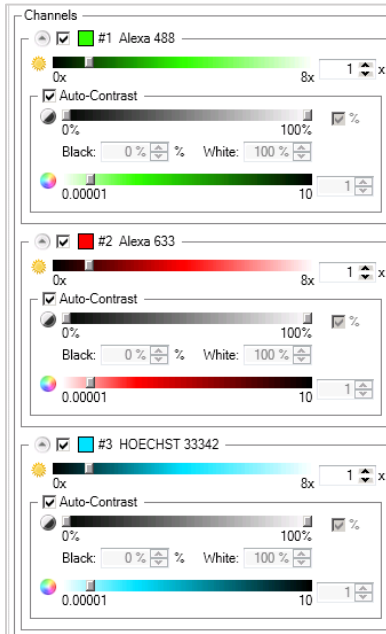 Channels
#1 Alexa 488
0x 8x 1 x
Auto-Contrast
0% 100% %
Black: 0 % % White: 100 %
0.00001 10 1
#2 Alexa 633
0x 8x 1 x
Auto-Contrast
0% 100% %
Black: 0 % % White: 100 %
0.00001 10 1
#3 HOECHST 33342
0x 8x 1 x
Auto-Contrast
0% 100% %
Black: 0 % % White: 100 %
0.00001 10 1